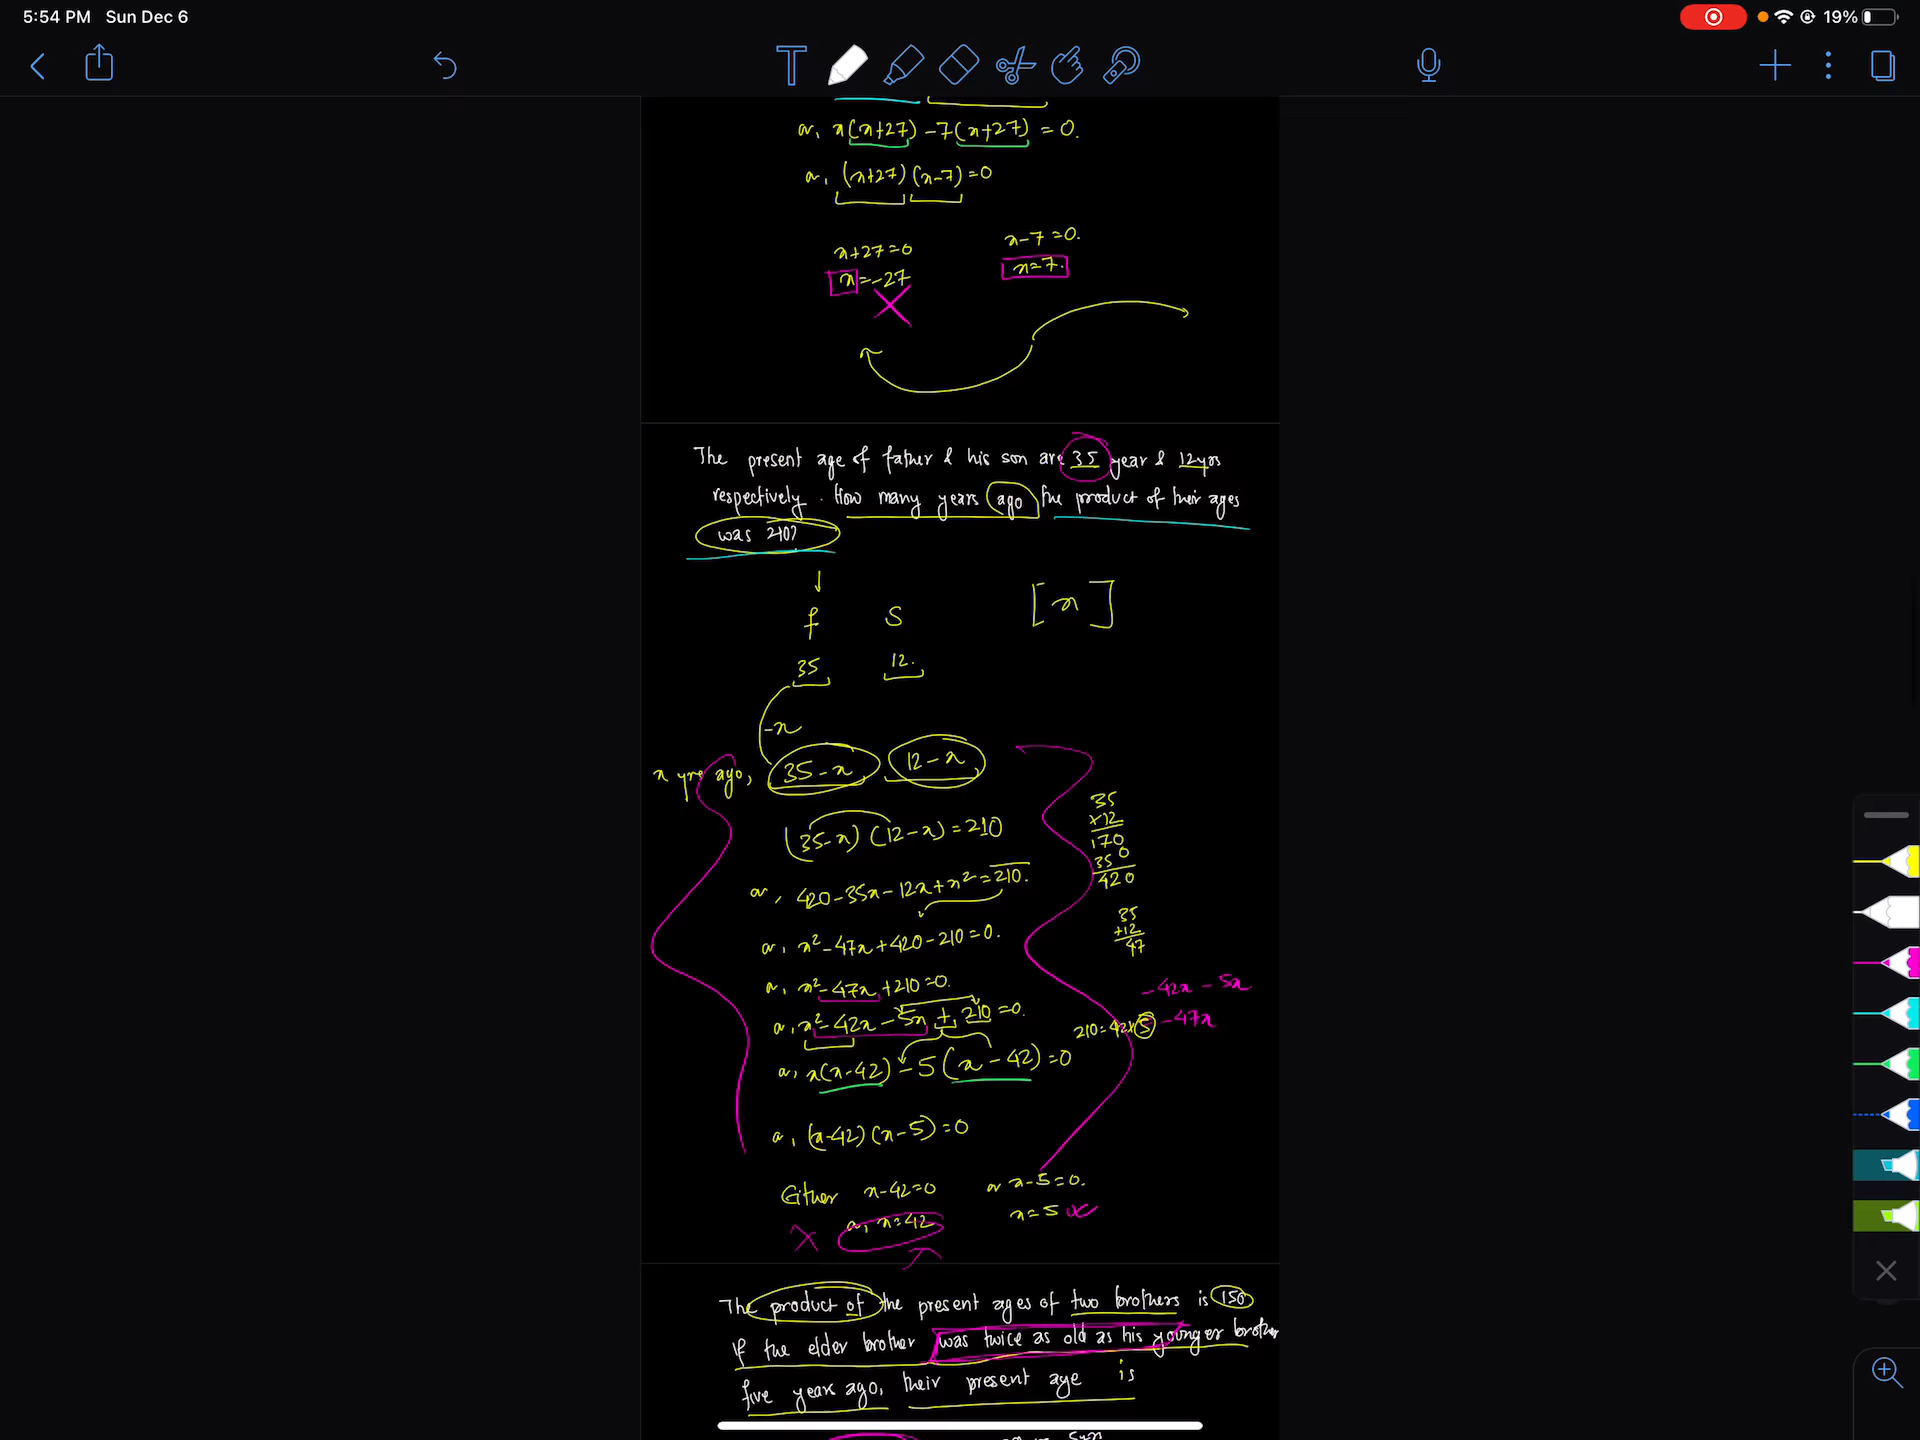 5:54 PM Sun Dec 6
19%
T
or, x(x+27) -7(x+27) = 0.
or, (x+27)(x-7)=0
x+27=0
x=-27
x-7=0.
x=7.
The present age of father & his son are 35 year & 12yrs
respectively. How many years ago the product of their ages
was 210?
f S
[x]
35 12.
-x
x yrs ago, 35-x 12-x
(35-x)(12-x)=210
or, 420-35x-12x+x²=210.
or, x²-47x+420-210=0.
or, x²-47x+210=0.
or, x²-42x-5x+210=0.
or, x(x-42)-5(x-42)=0
or, (x-42)(x-5)=0
Either x-42=0 or x-5=0.
or, x=42 x=5
35
×12
170
350
420
35
+12
47
-42x-5x
-47x
210=42×5
The product of the present ages of two brothers is 150
If the elder brother was twice as old as his younger brother
five years ago, their present age is